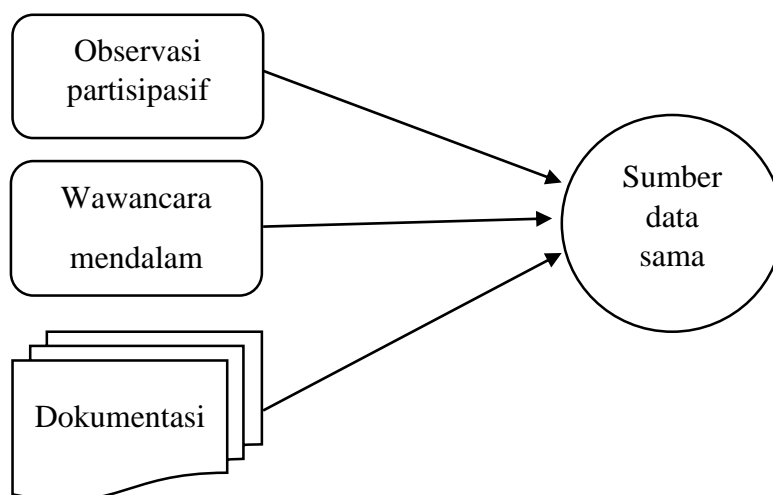 Observasi
partisipasif
Wawancara
mendalam
Dokumentasi
Sumber
data
sama